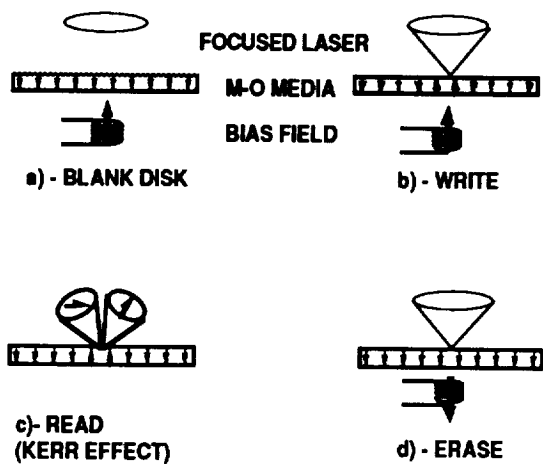 FOCUSED LASER
M-O MEDIA
BIAS FIELD
a) - BLANK DISK
b) - WRITE
c)- READ
(KERR EFFECT)
d) - ERASE